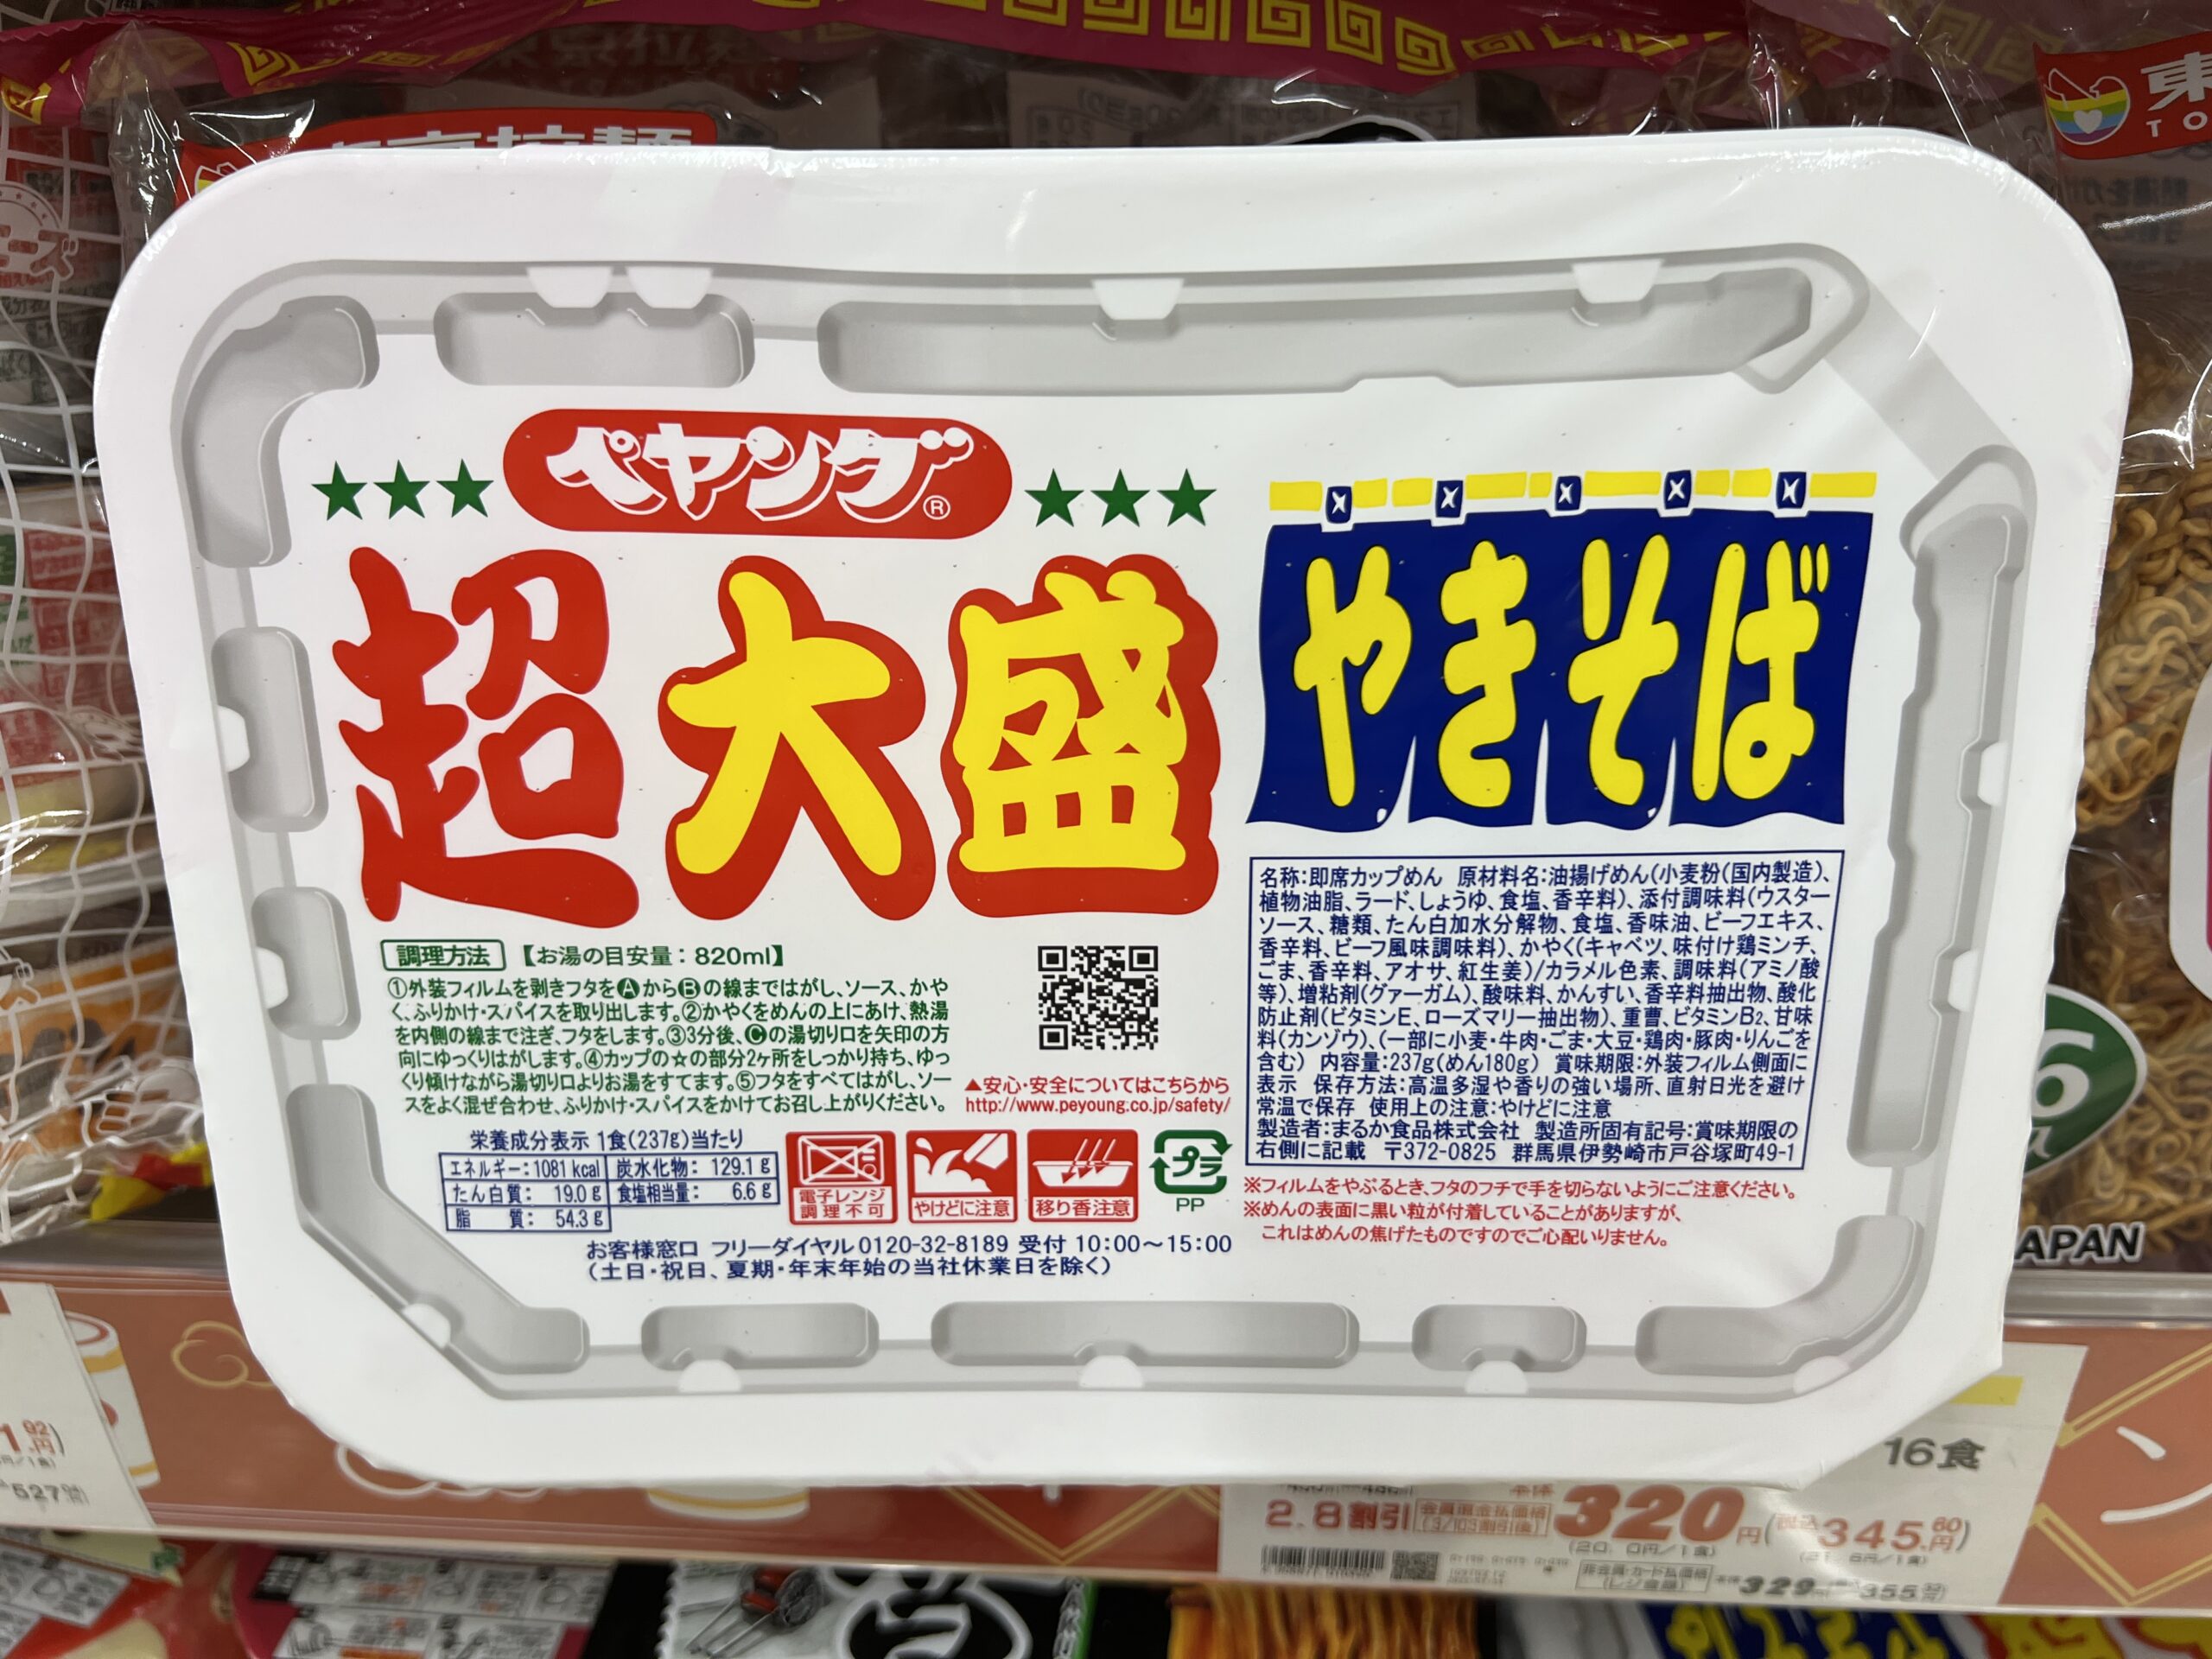 東
TO
東京拉麺
ペヤング®
超大盛
やきそば
調理方法 【お湯の目安量：820ml】
①外装フィルムを剥きフタをⒶからⒷの線まではがし、ソース、かや
く、ふりかけ・スパイスを取り出します。②かやくをめんの上にあけ、熱湯
を内側の線まで注ぎ、フタをします。③3分後、Ⓒの湯切り口を矢印の方
向にゆっくりはがします。④カップの☆の部分2ヶ所をしっかり持ち、ゆっ
くり傾けながら湯切り口よりお湯をすてます。⑤フタをすべてはがし、ソー
スをよく混ぜ合わせ、ふりかけ・スパイスをかけてお召し上がりください。
▲安心・安全についてはこちらから
http://www.peyoung.co.jp/safety/
栄養成分表示 1食(237g)当たり
エネルギー：1081 kcal 炭水化物： 129.1 g
たん白質： 19.0 g 食塩相当量： 6.6 g
脂 質： 54.3 g
電子レンジ
調理不可
やけどに注意
移り香注意
プラ
PP
お客様窓口 フリーダイヤル0120-32-8189 受付 10：00〜15：00
（土日・祝日、夏期・年末年始の当社休業日を除く）
名称：即席カップめん 原材料名：油揚げめん（小麦粉（国内製造）、
植物油脂、ラード、しょうゆ、食塩、香辛料）、添付調味料（ウスター
ソース、糖類、たん白加水分解物、食塩、香味油、ビーフエキス、
香辛料、ビーフ風味調味料）、かやく（キャベツ、味付け鶏ミンチ、
ごま、香辛料、アオサ、紅生姜）／カラメル色素、調味料（アミノ酸
等）、増粘剤（グァーガム）、酸味料、かんすい、香辛料抽出物、酸化
防止剤（ビタミンE、ローズマリー抽出物）、重曹、ビタミンB₂、甘味
料（カンゾウ）、（一部に小麦・牛肉・ごま・大豆・鶏肉・豚肉・りんごを
含む） 内容量：237g（めん180g） 賞味期限：外装フィルム側面に
表示 保存方法：高温多湿や香りの強い場所、直射日光を避け
常温で保存 使用上の注意：やけどに注意
製造者：まるか食品株式会社 製造所固有記号：賞味期限の
右側に記載 〒372-0825 群馬県伊勢崎市戸谷塚町49-1
※フィルムをやぶるとき、フタのフチで手を切らないようにご注意ください。
※めんの表面に黒い粒が付着していることがありますが、
これはめんの焦げたものですのでご心配いりません。
APAN
16食
2.8割引 本体 320円(税込345.60円)
(20.0円/1食) (21.6円/1食)
329 355
527